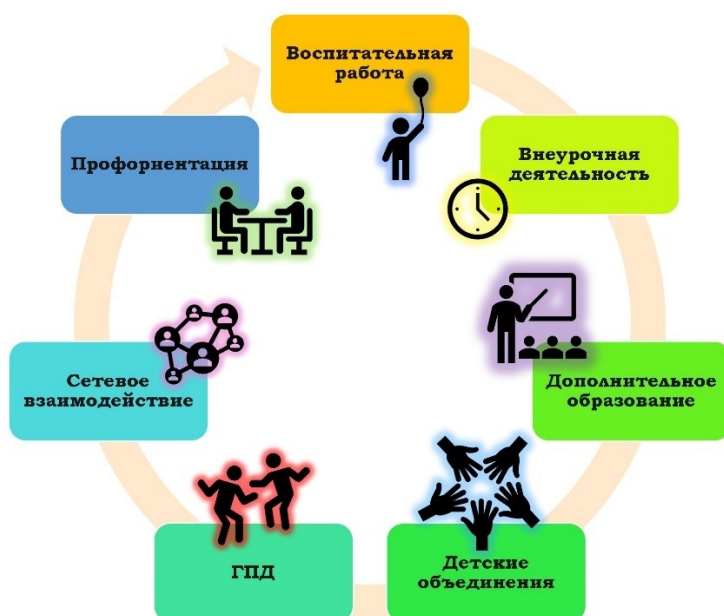 Воспитательная
работа
Внеурочная
деятельность
Дополнительное
образование
Детские
объединения
ГПД
Сетевое
взаимодействие
Профориентация